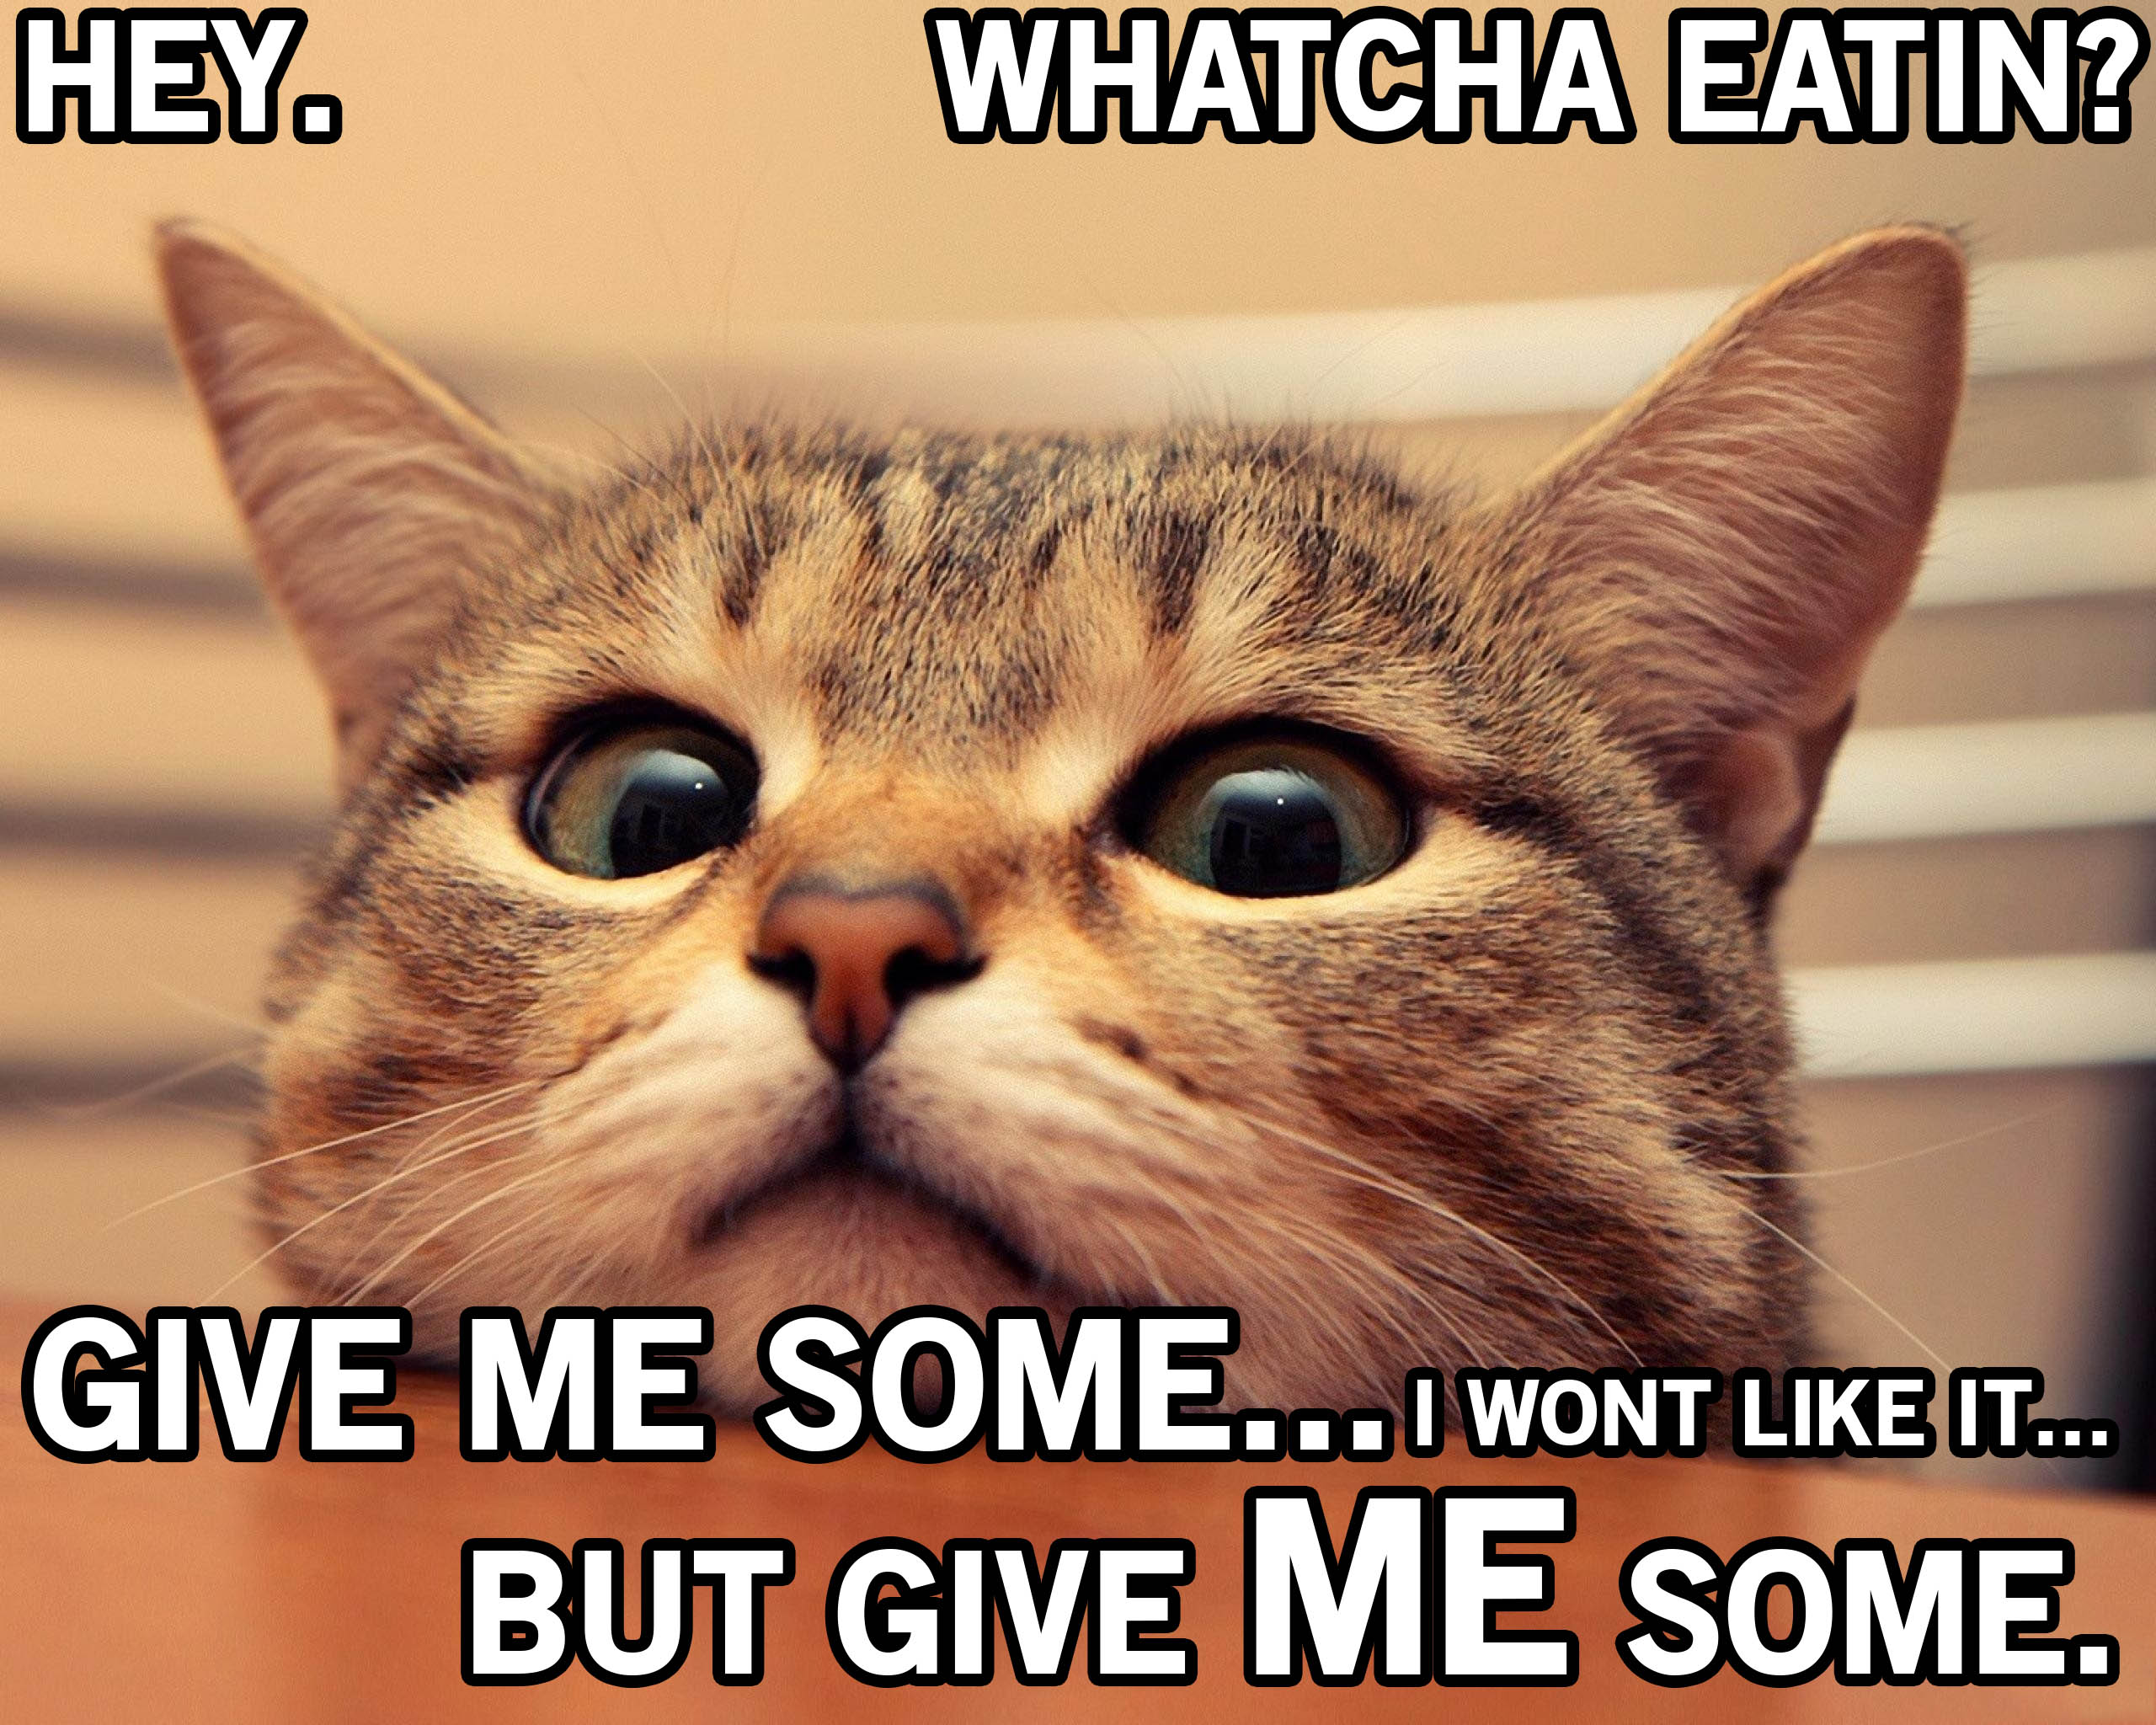 HEY. WHATCHA EATIN?
GIVE ME SOME... I WONT LIKE IT...
BUT GIVE ME SOME.